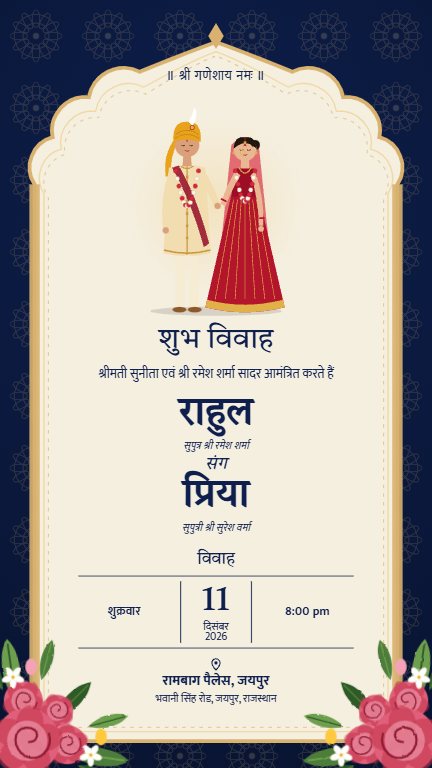 ॥ श्री गणेशाय नमः ॥
शुभ विवाह
श्रीमती सुनीता एवं श्री रमेश शर्मा सादर आमंत्रित करते हैं
राहुल
सुपुत्र श्री रमेश शर्मा
संग
प्रिया
सुपुत्री श्री सुरेश वर्मा
विवाह
शुक्रवार
11
दिसंबर
2026
8:00 pm
रामबाग पैलेस, जयपुर
भवानी सिंह रोड, जयपुर, राजस्थान